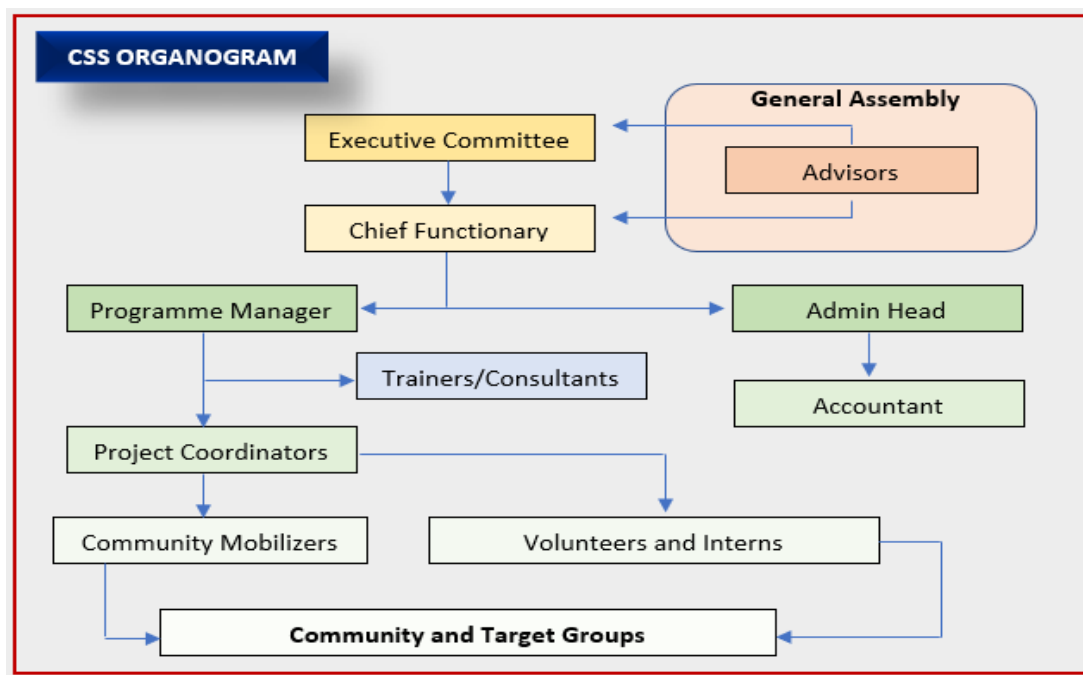 CSS ORGANOGRAM
General Assembly
Executive Committee
Advisors
Chief Functionary
Programme Manager
Admin Head
Trainers/Consultants
Accountant
Project Coordinators
Community Mobilizers
Volunteers and Interns
Community and Target Groups